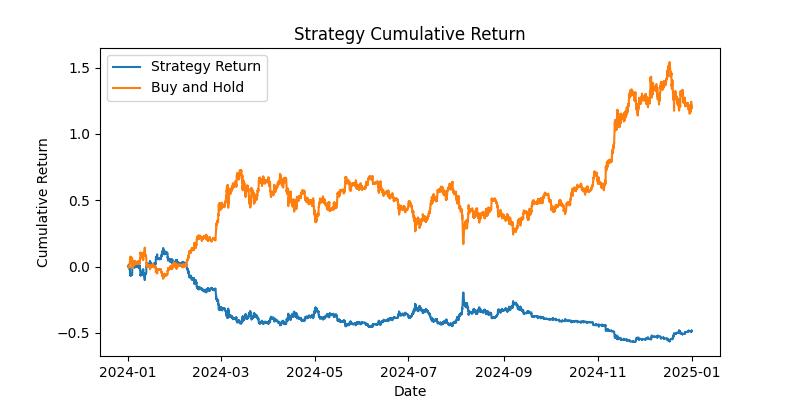 Strategy Cumulative Return
Strategy Return
Buy and Hold
Cumulative Return
1.5
1.0
0.5
0.0
−0.5
2024-01 2024-03 2024-05 2024-07 2024-09 2024-11 2025-01
Date